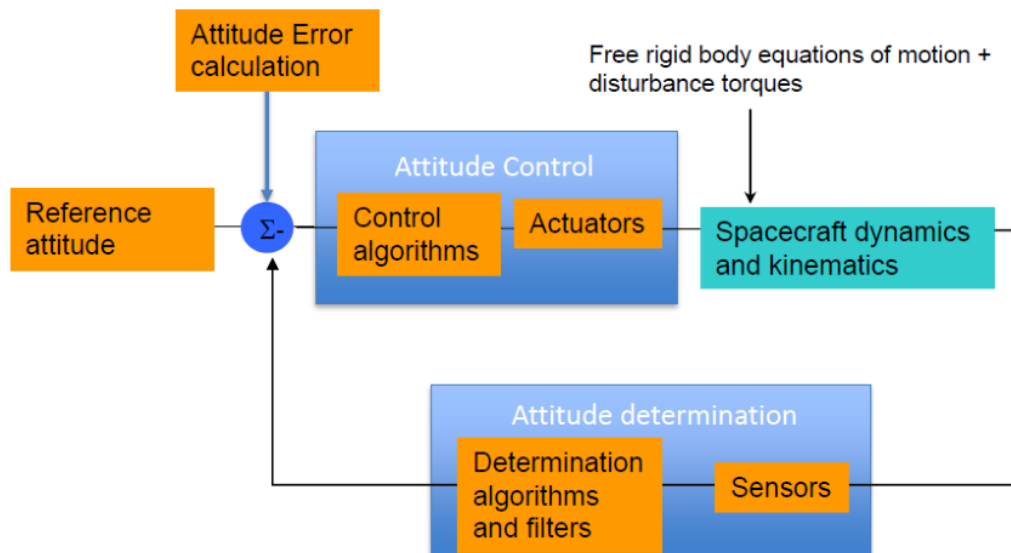 Attitude Error
calculation
Free rigid body equations of motion +
disturbance torques
Attitude Control
Reference
attitude
Σ-
Control
algorithms
Actuators
Spacecraft dynamics
and kinematics
Attitude determination
Determination
algorithms
and filters
Sensors